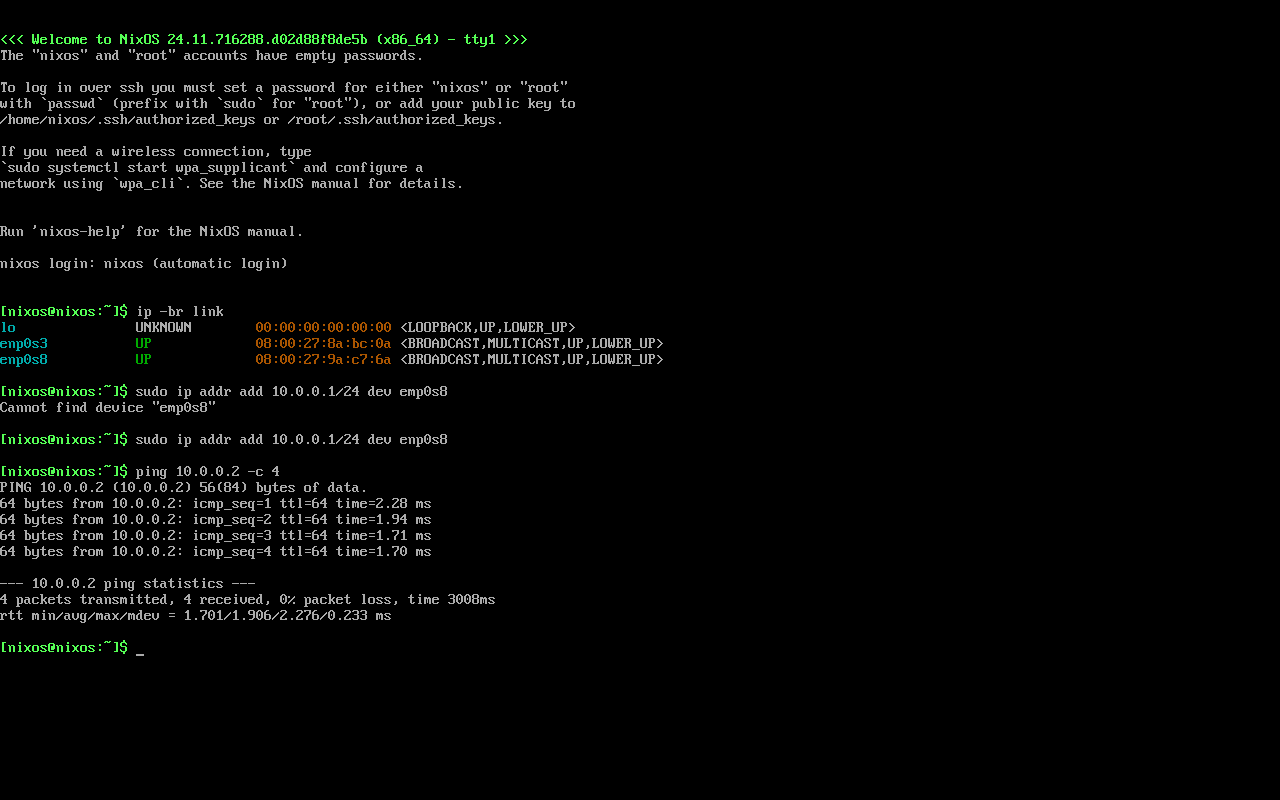 <<< Welcome to NixOS 24.11.716288.d02d88f8de5b (x86_64) - tty1 >>>
The "nixos" and "root" accounts have empty passwords.
To log in over ssh you must set a password for either "nixos" or "root"
with `passwd` (prefix with `sudo` for "root"), or add your public key to
/home/nixos/.ssh/authorized_keys or /root/.ssh/authorized_keys.
If you need a wireless connection, type
`sudo systemctl start wpa_supplicant` and configure a
network using `wpa_cli`. See the NixOS manual for details.
Run 'nixos-help' for the NixOS manual.
nixos login: nixos (automatic login)
[nixos@nixos:~]$ ip -br link
lo               UNKNOWN        00:00:00:00:00:00 <LOOPBACK,UP,LOWER_UP>
enp0s3           UP             08:00:27:8a:bc:0a <BROADCAST,MULTICAST,UP,LOWER_UP>
enp0s8           UP             08:00:27:9a:c7:6a <BROADCAST,MULTICAST,UP,LOWER_UP>
[nixos@nixos:~]$ sudo ip addr add 10.0.0.1/24 dev emp0s8
Cannot find device "emp0s8"
[nixos@nixos:~]$ sudo ip addr add 10.0.0.1/24 dev enp0s8
[nixos@nixos:~]$ ping 10.0.0.2 -c 4
PING 10.0.0.2 (10.0.0.2) 56(84) bytes of data.
64 bytes from 10.0.0.2: icmp_seq=1 ttl=64 time=2.28 ms
64 bytes from 10.0.0.2: icmp_seq=2 ttl=64 time=1.94 ms
64 bytes from 10.0.0.2: icmp_seq=3 ttl=64 time=1.71 ms
64 bytes from 10.0.0.2: icmp_seq=4 ttl=64 time=1.70 ms
--- 10.0.0.2 ping statistics ---
4 packets transmitted, 4 received, 0% packet loss, time 3008ms
rtt min/avg/max/mdev = 1.701/1.906/2.276/0.233 ms
[nixos@nixos:~]$ _